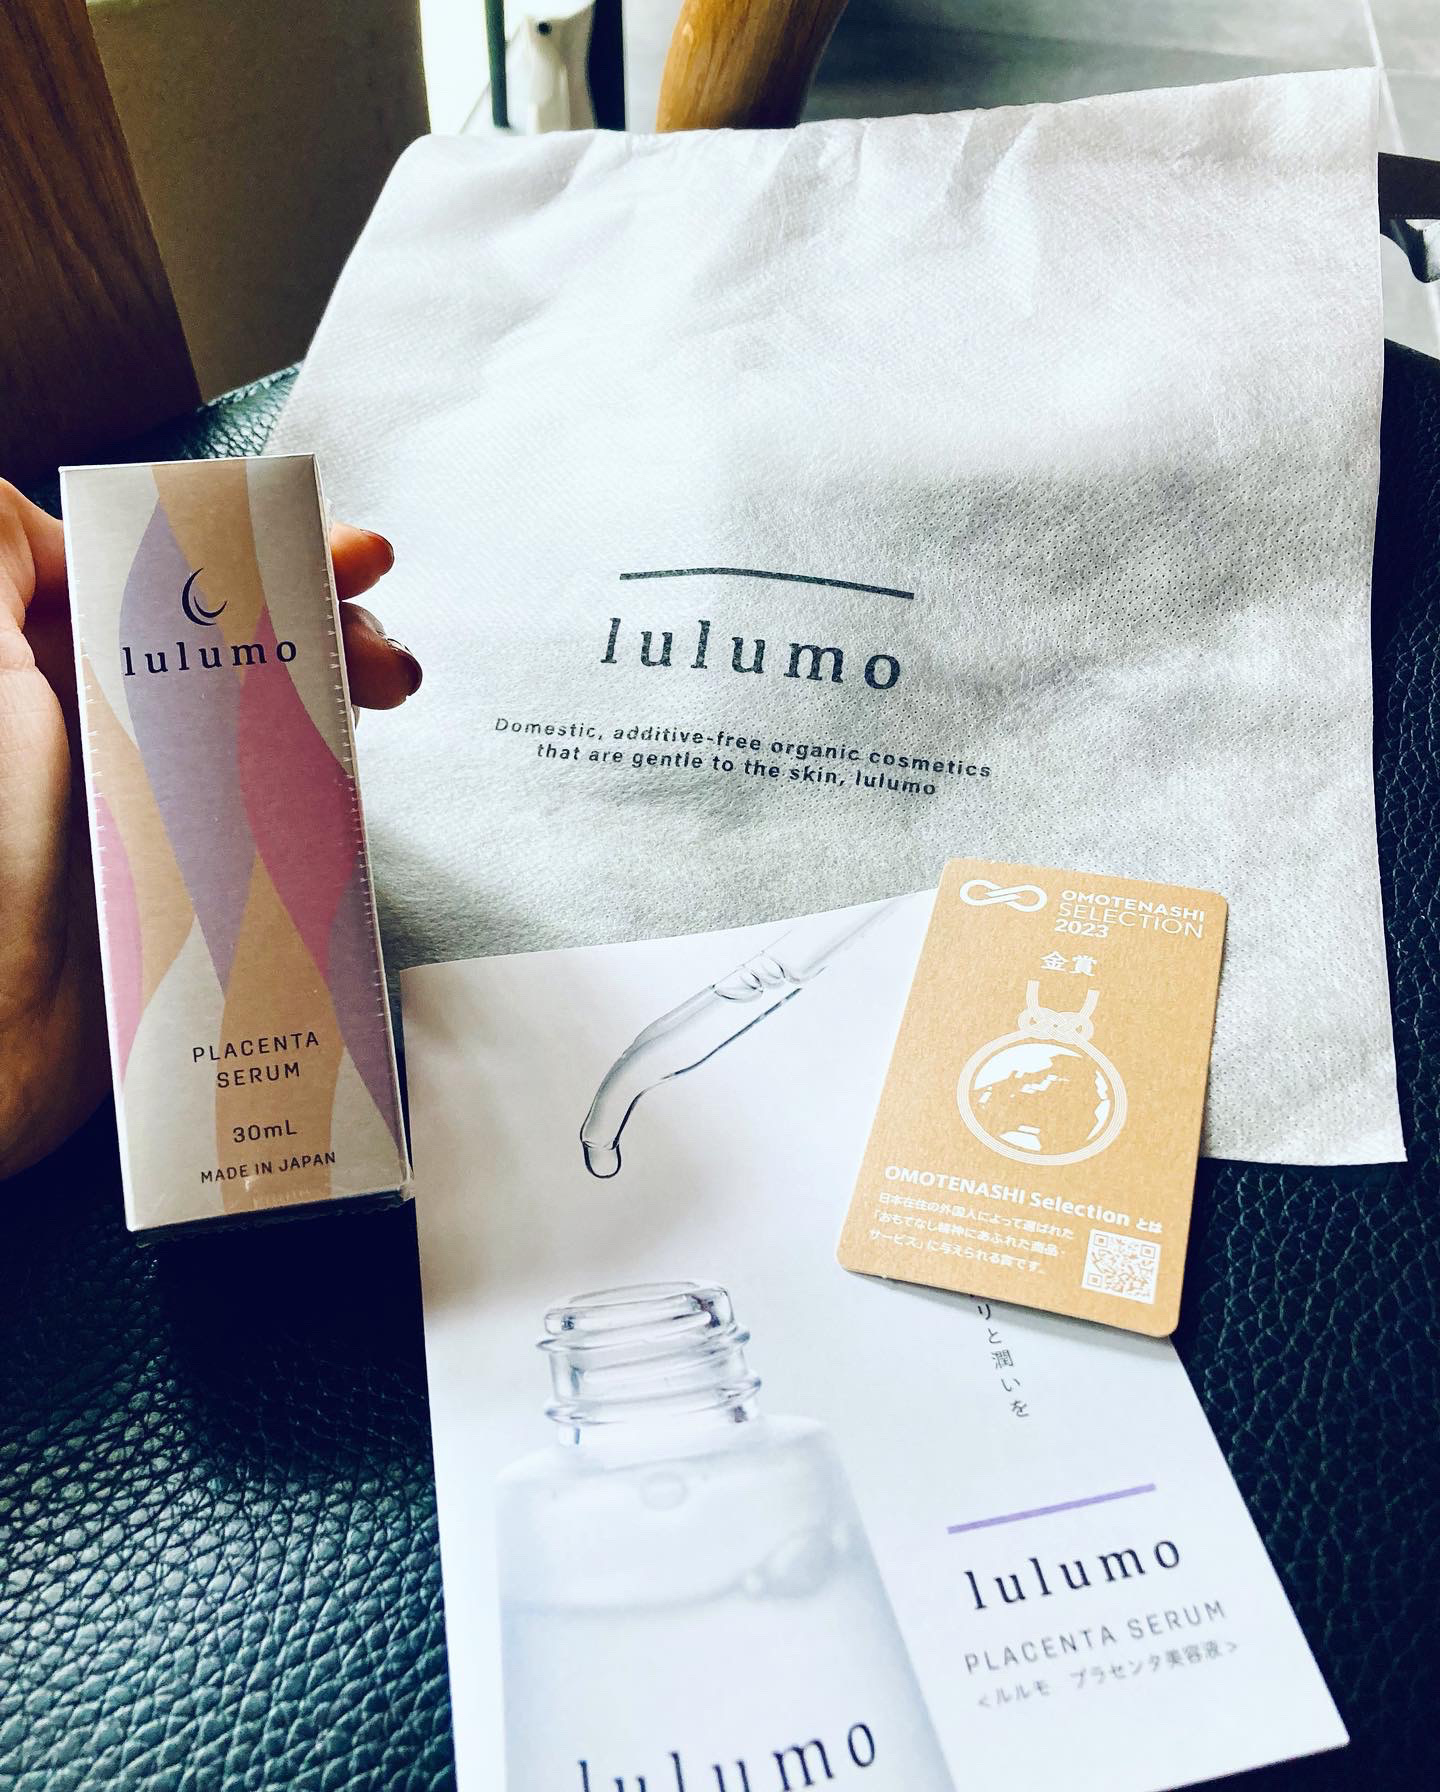 lulumo
Domestic, additive-free organic cosmetics
that are gentle to the skin, lulumo
lulumo
PLACENTA
SERUM
30mL
MADE IN JAPAN
OMOTENASHI
SELECTION
2023
金賞
OMOTENASHI Selection とは
日本在住の外国人によって選ばれた
「おもてなし精神にあふれた商品・
サービス」に与えられる賞です。
リと潤いを
lulumo
PLACENTA SERUM
<ルルモ プラセンタ美容液>
lulumo